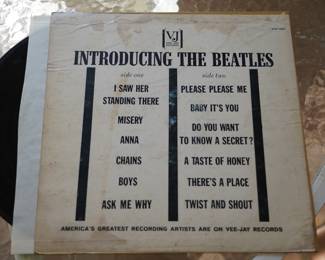 VJ
INTRODUCING THE BEATLES
side one
I SAW HER
STANDING THERE
MISERY
ANNA
CHAINS
BOYS
ASK ME WHY
side two
PLEASE PLEASE ME
BABY IT'S YOU
DO YOU WANT
TO KNOW A SECRET?
A TASTE OF HONEY
THERE'S A PLACE
TWIST AND SHOUT
AMERICA'S GREATEST RECORDING ARTISTS ARE ON VEE-JAY RECORDS